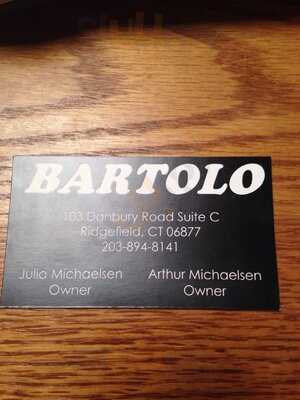 BARTOLO
103 Danbury Road Suite C
Ridgefield, CT 06877
203-894-8141
Julia Michaelsen Arthur Michaelsen
Owner Owner